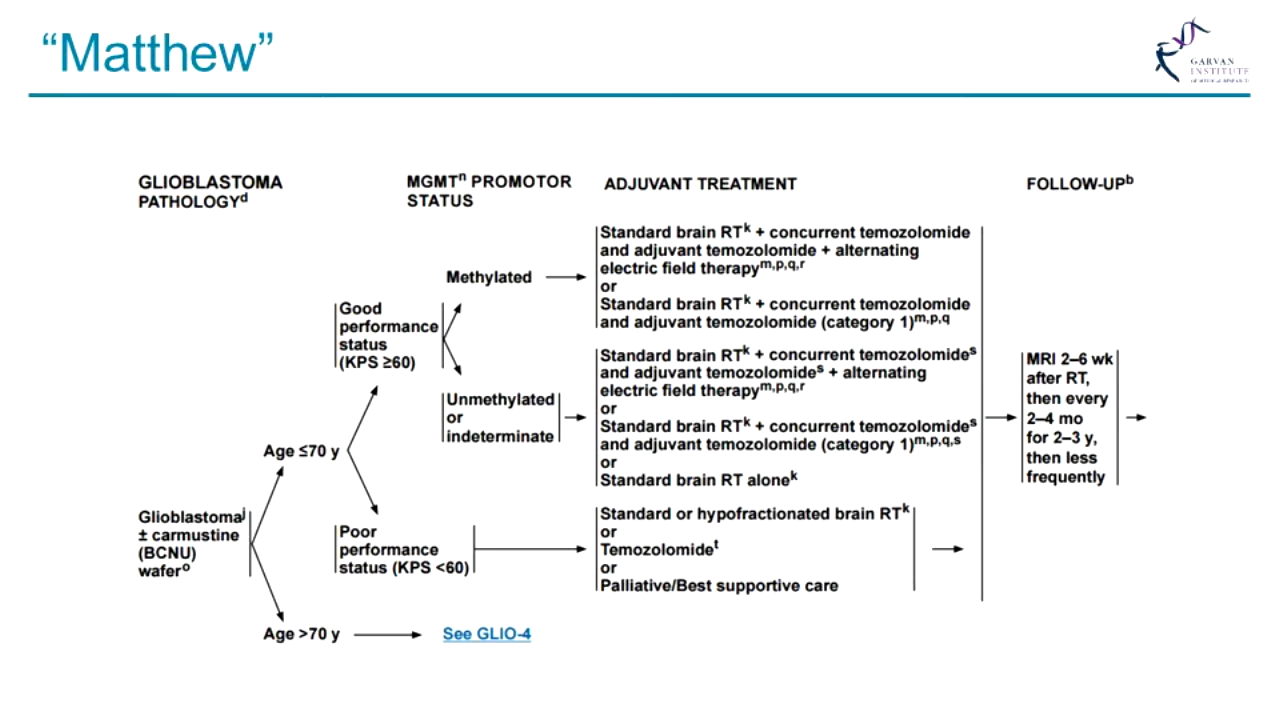 “Matthew”
GARVAN
INSTITUTE
OF MEDICAL RESEARCH
GLIOBLASTOMA
PATHOLOGYᵈ
MGMTⁿ PROMOTOR
STATUS
ADJUVANT TREATMENT
FOLLOW-UPᵇ
Glioblastomaʲ
± carmustine
(BCNU)
waferᵒ
Age ≤70 y
Age >70 y
Good
performance
status
(KPS ≥60)
Poor
performance
status (KPS <60)
Methylated
Unmethylated
or
indeterminate
See GLIO-4
Standard brain RTᵏ + concurrent temozolomide
and adjuvant temozolomide + alternating
electric field therapyᵐ,ᵖ,q,ʳ
or
Standard brain RTᵏ + concurrent temozolomide
and adjuvant temozolomide (category 1)ᵐ,ᵖ,q
Standard brain RTᵏ + concurrent temozolomideˢ
and adjuvant temozolomideˢ + alternating
electric field therapyᵐ,ᵖ,q,ʳ
or
Standard brain RTᵏ + concurrent temozolomideˢ
and adjuvant temozolomide (category 1)ᵐ,ᵖ,q,ˢ
or
Standard brain RT aloneᵏ
Standard or hypofractionated brain RTᵏ
or
Temozolomideᵗ
or
Palliative/Best supportive care
MRI 2–6 wk
after RT,
then every
2–4 mo
for 2–3 y,
then less
frequently